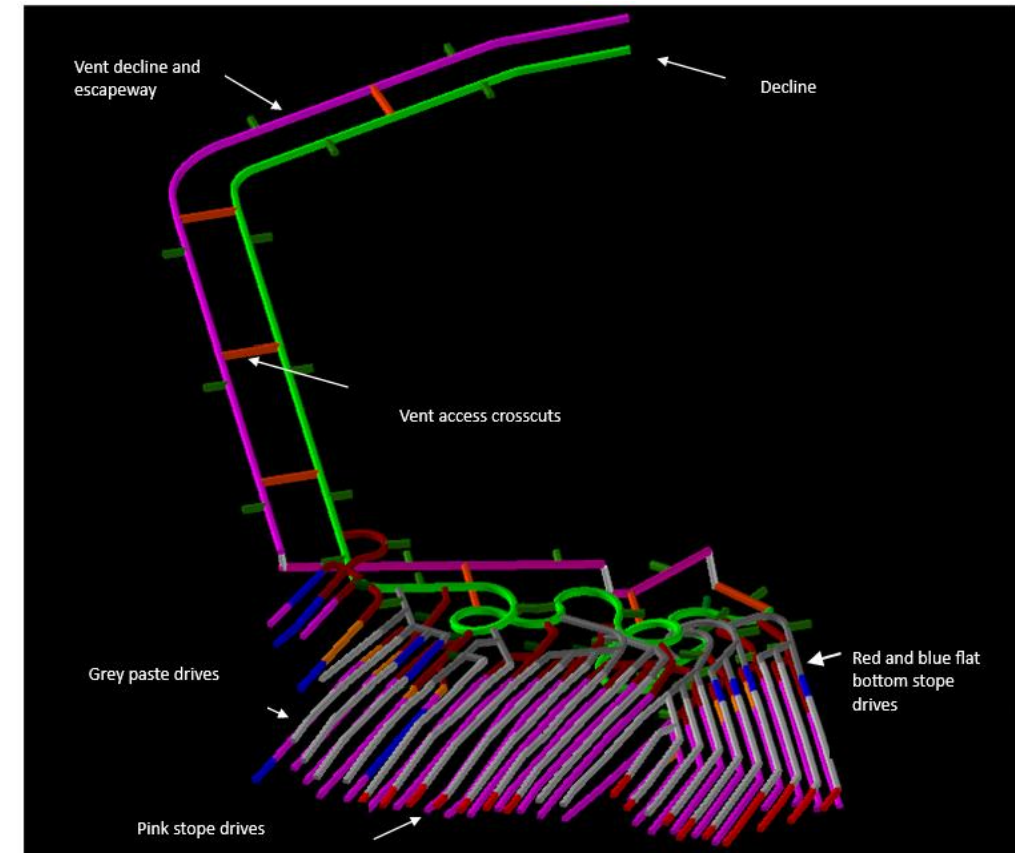 Vent decline and
escapeway
Decline
Vent access crosscuts
Grey paste drives
Red and blue flat
bottom stope
drives
Pink stope drives